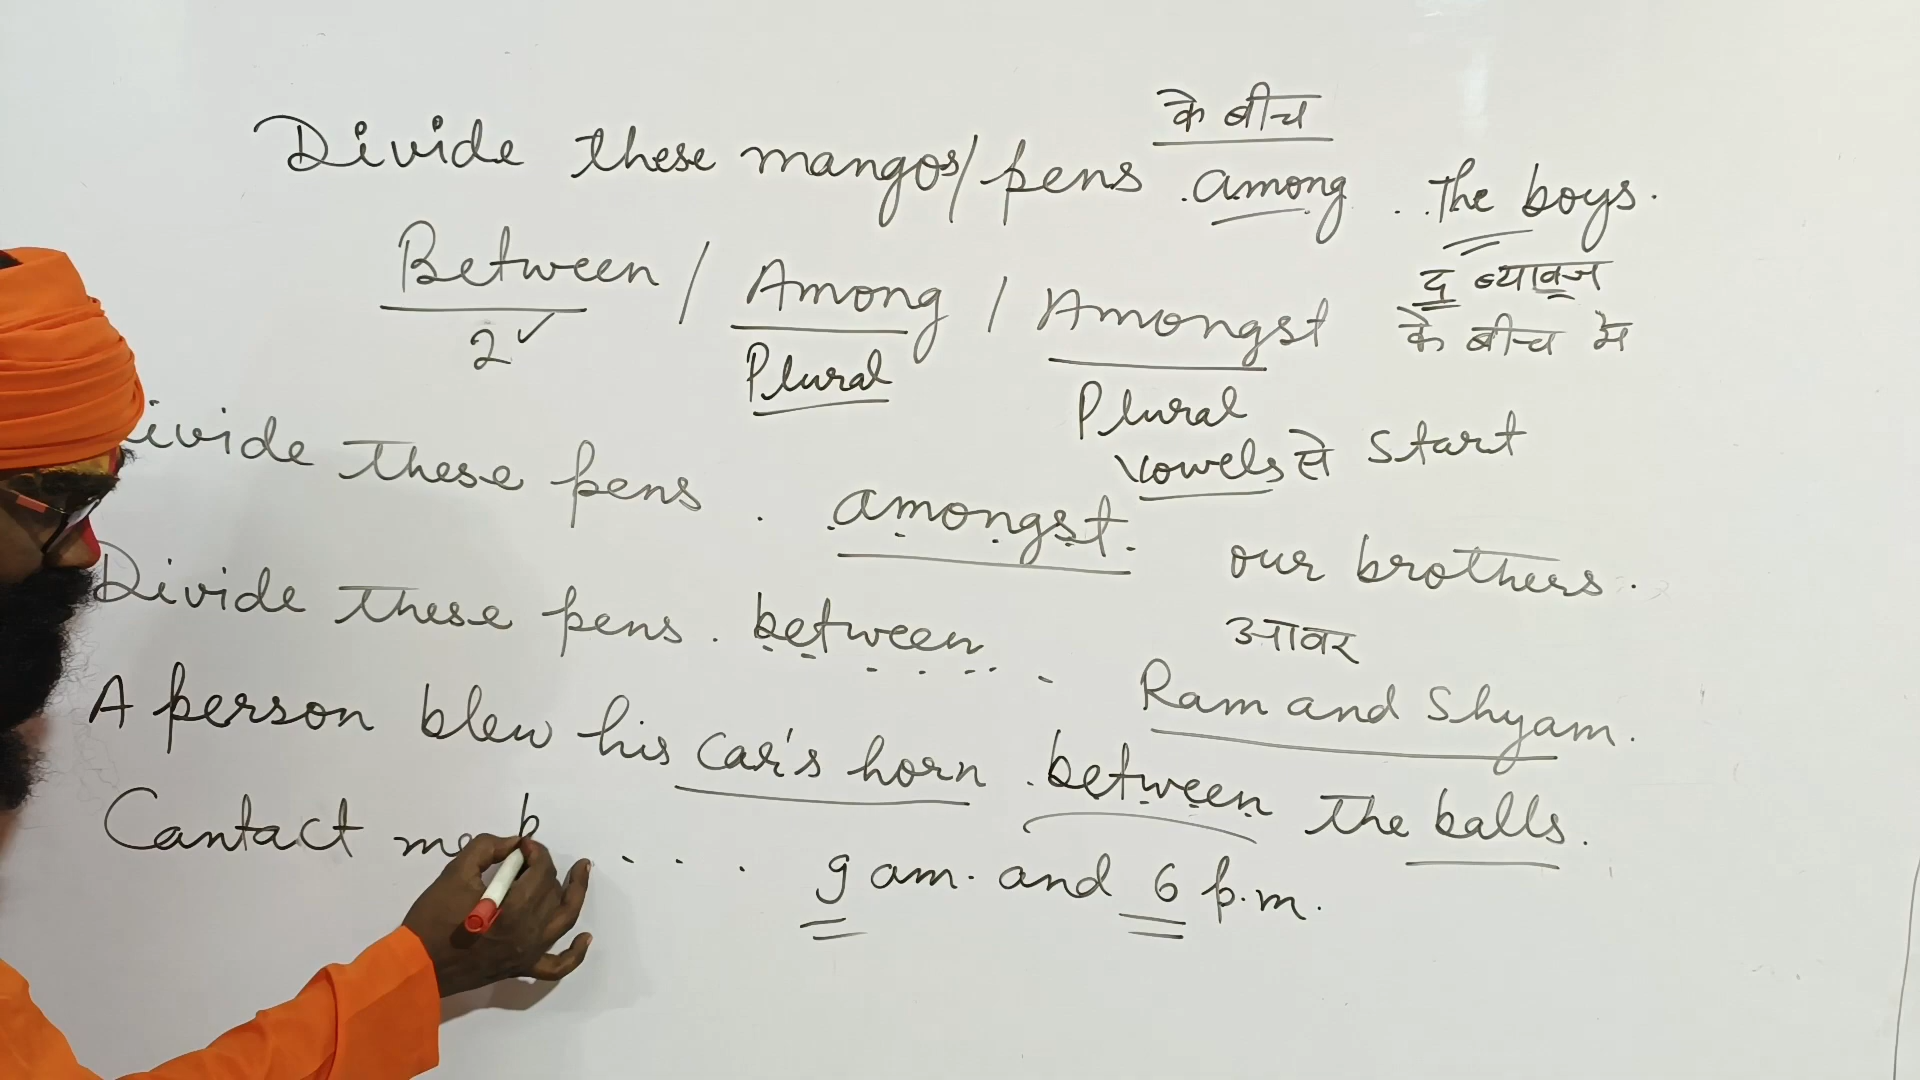 के बीच
Divide these mangos/pens .among. . . the boys.
Between / Among / Amongst
द ब्यावज
के बीच मे
2 ✓
Plural
Plural
vowels से start
ivide these pens . amongst. our brothers.
आवर
Divide these pens . between . Ram and Shyam.
A person blew his car's horn .between the balls.
Cantact me b . . . 9 am. and 6 p.m.